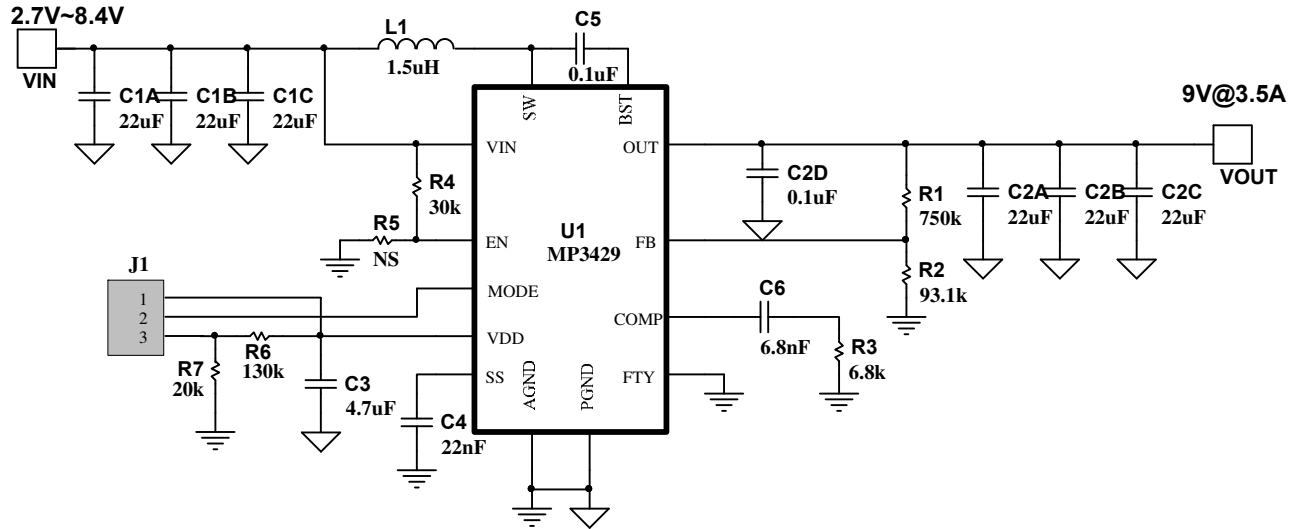 2.7V~8.4V
VIN
C1A
22uF
C1B
22uF
C1C
22uF
L1
1.5uH
C5
0.1uF
SW
BST
VIN
OUT
R4
30k
R5
NS
EN
U1
MP3429
FB
C2D
0.1uF
R1
750k
R2
93.1k
C2A
22uF
C2B
22uF
C2C
22uF
9V@3.5A
VOUT
J1
1
2
3
MODE
VDD
R7
20k
R6
130k
C3
4.7uF
SS
C4
22nF
AGND
PGND
COMP
C6
6.8nF
R3
6.8k
FTY